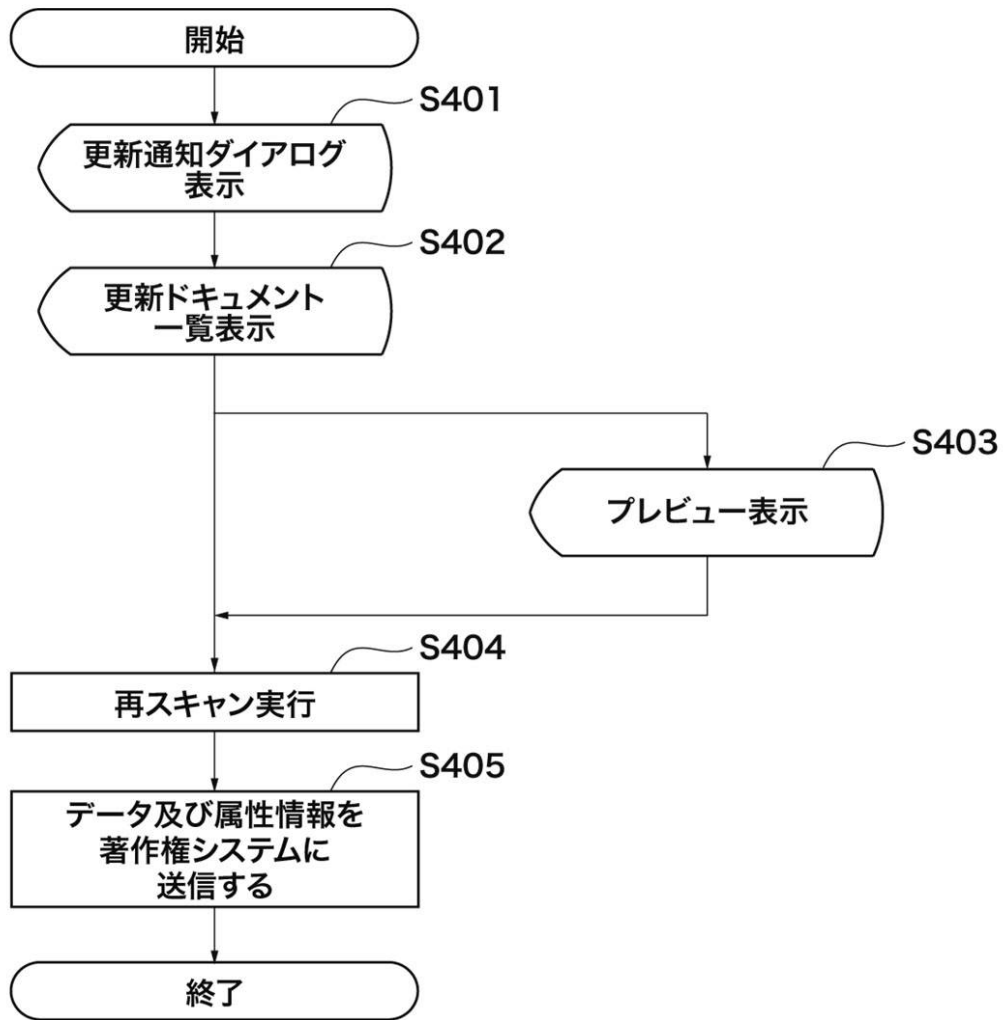 開始
S401
更新通知ダイアログ
表示
S402
更新ドキュメント
一覧表示
S403
プレビュー表示
S404
再スキャン実行
S405
データ及び属性情報を
著作権システムに
送信する
終了